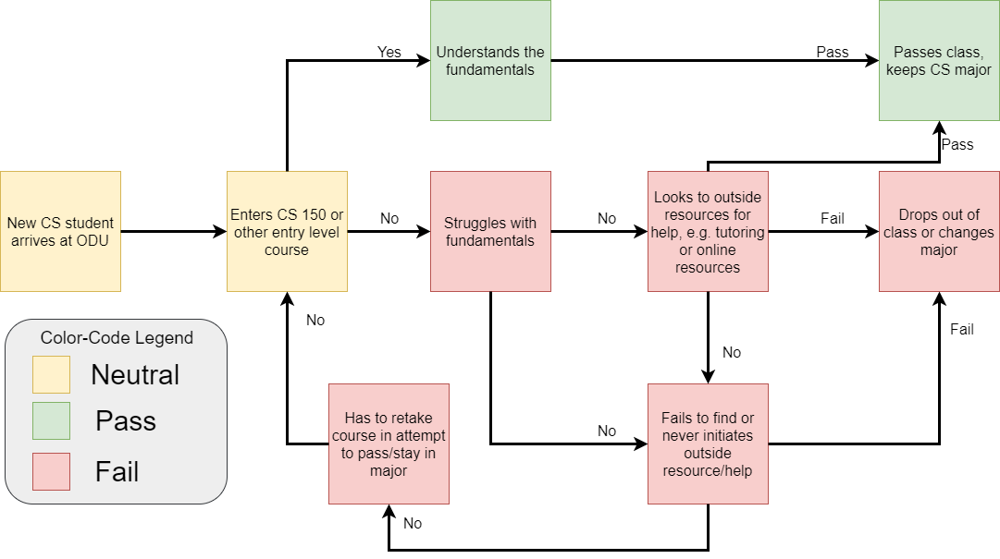 Yes
Understands the
fundamentals
Pass
Passes class,
keeps CS major
Pass
New CS student
arrives at ODU
Enters CS 150 or
other entry level
course
No
Struggles with
fundamentals
No
Looks to outside
resources for
help, e.g. tutoring
or online
resources
Fail
Drops out of
class or changes
major
No
Fail
No
Color-Code Legend
Neutral
Pass
Fail
Has to retake
course in attempt
to pass/stay in
major
No
Fails to find or
never initiates
outside
resource/help
No